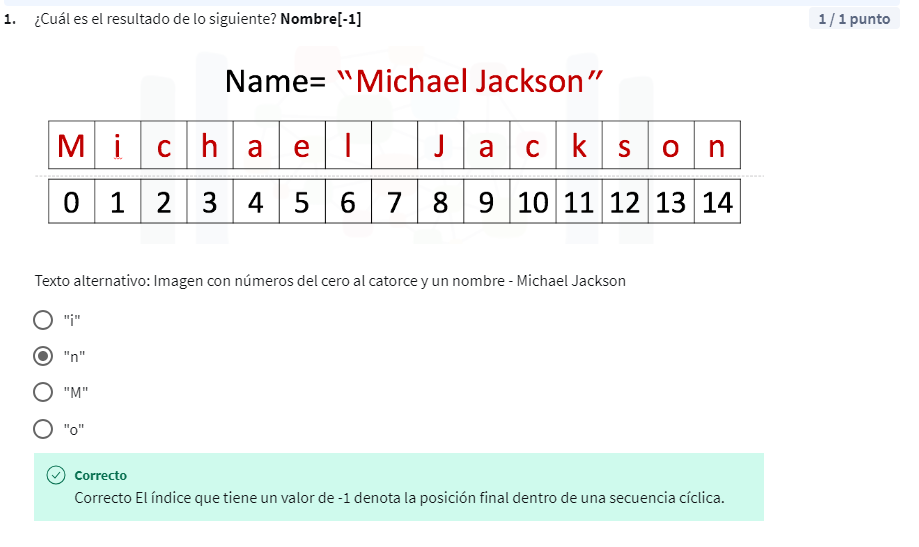 1. ¿Cuál es el resultado de lo siguiente? Nombre[-1]
1 / 1 punto
Name= “Michael Jackson”
M i c h a e l J a c k s o n
0 1 2 3 4 5 6 7 8 9 10 11 12 13 14
Texto alternativo: Imagen con números del cero al catorce y un nombre - Michael Jackson
"i"
"n"
"M"
"o"
Correcto
Correcto El índice que tiene un valor de -1 denota la posición final dentro de una secuencia cíclica.